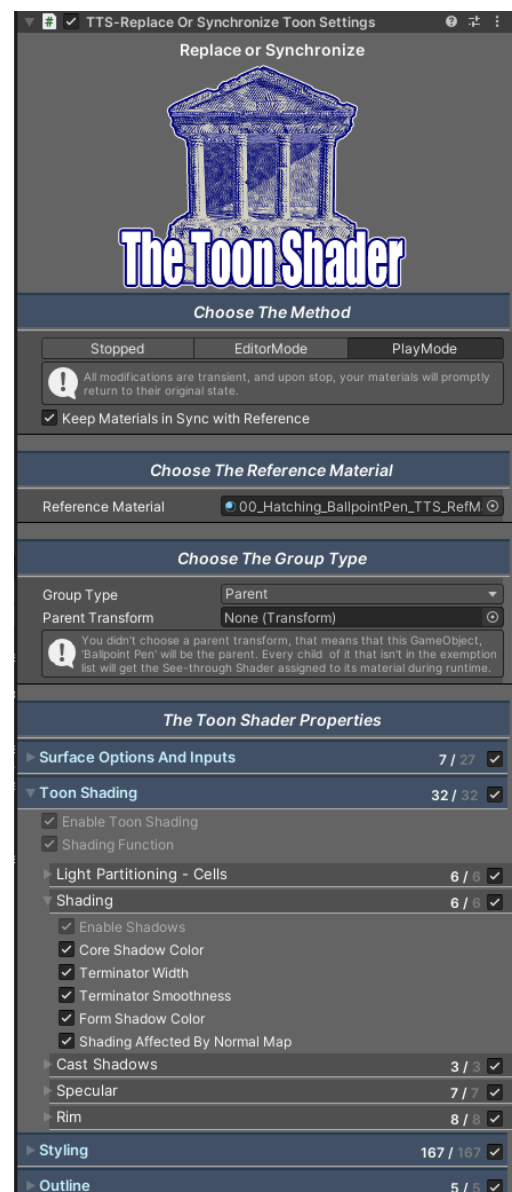 TTS-Replace Or Synchronize Toon Settings
Replace or Synchronize
The Toon Shader
Choose The Method
Stopped EditorMode PlayMode
All modifications are transient, and upon stop, your materials will promptly
return to their original state.
Keep Materials in Sync with Reference
Choose The Reference Material
Reference Material 00_Hatching_BallpointPen_TTS_RefM
Choose The Group Type
Group Type Parent
Parent Transform None (Transform)
You didn't choose a parent transform, that means that this GameObject,
'Ballpoint Pen' will be the parent. Every child of it that isn't in the exemption
list will get the See-through Shader assigned to its material during runtime.
The Toon Shader Properties
Surface Options And Inputs 7 / 27
Toon Shading 32 / 32
Enable Toon Shading
Shading Function
Light Partitioning - Cells 6 / 6
Shading 6 / 6
Enable Shadows
Core Shadow Color
Terminator Width
Terminator Smoothness
Form Shadow Color
Shading Affected By Normal Map
Cast Shadows 3 / 3
Specular 7 / 7
Rim 8 / 8
Styling 167 / 167
Outline 5 / 5